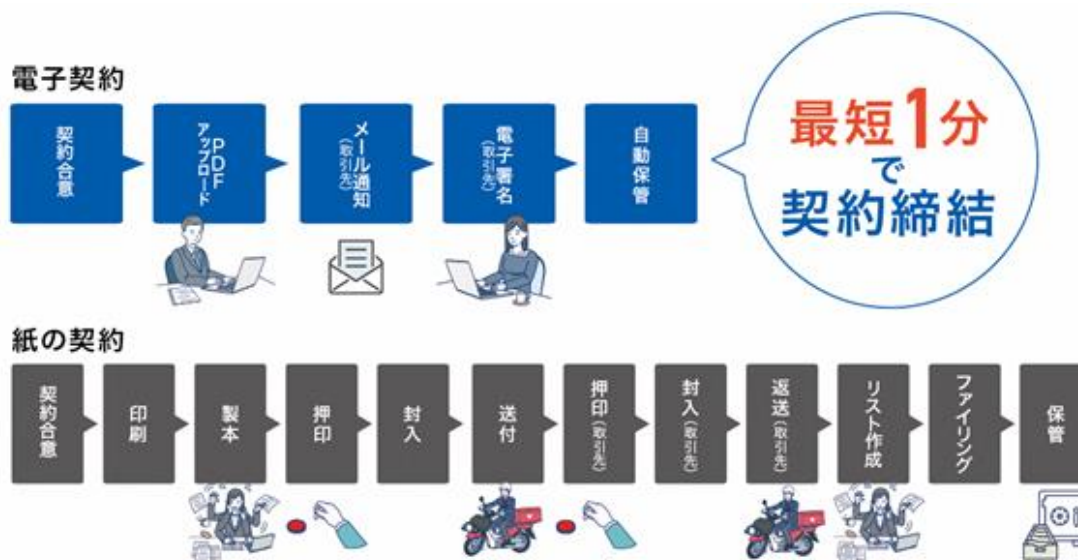 電子契約
契約合意
PDF
アップロード
メール通知
(取引先)
電子署名
(取引先)
自動保管
最短1分
で
契約締結
紙の契約
契約合意
印刷
製本
押印
封入
送付
押印(取引先)
封入(取引先)
返送(取引先)
リスト作成
ファイリング
保管